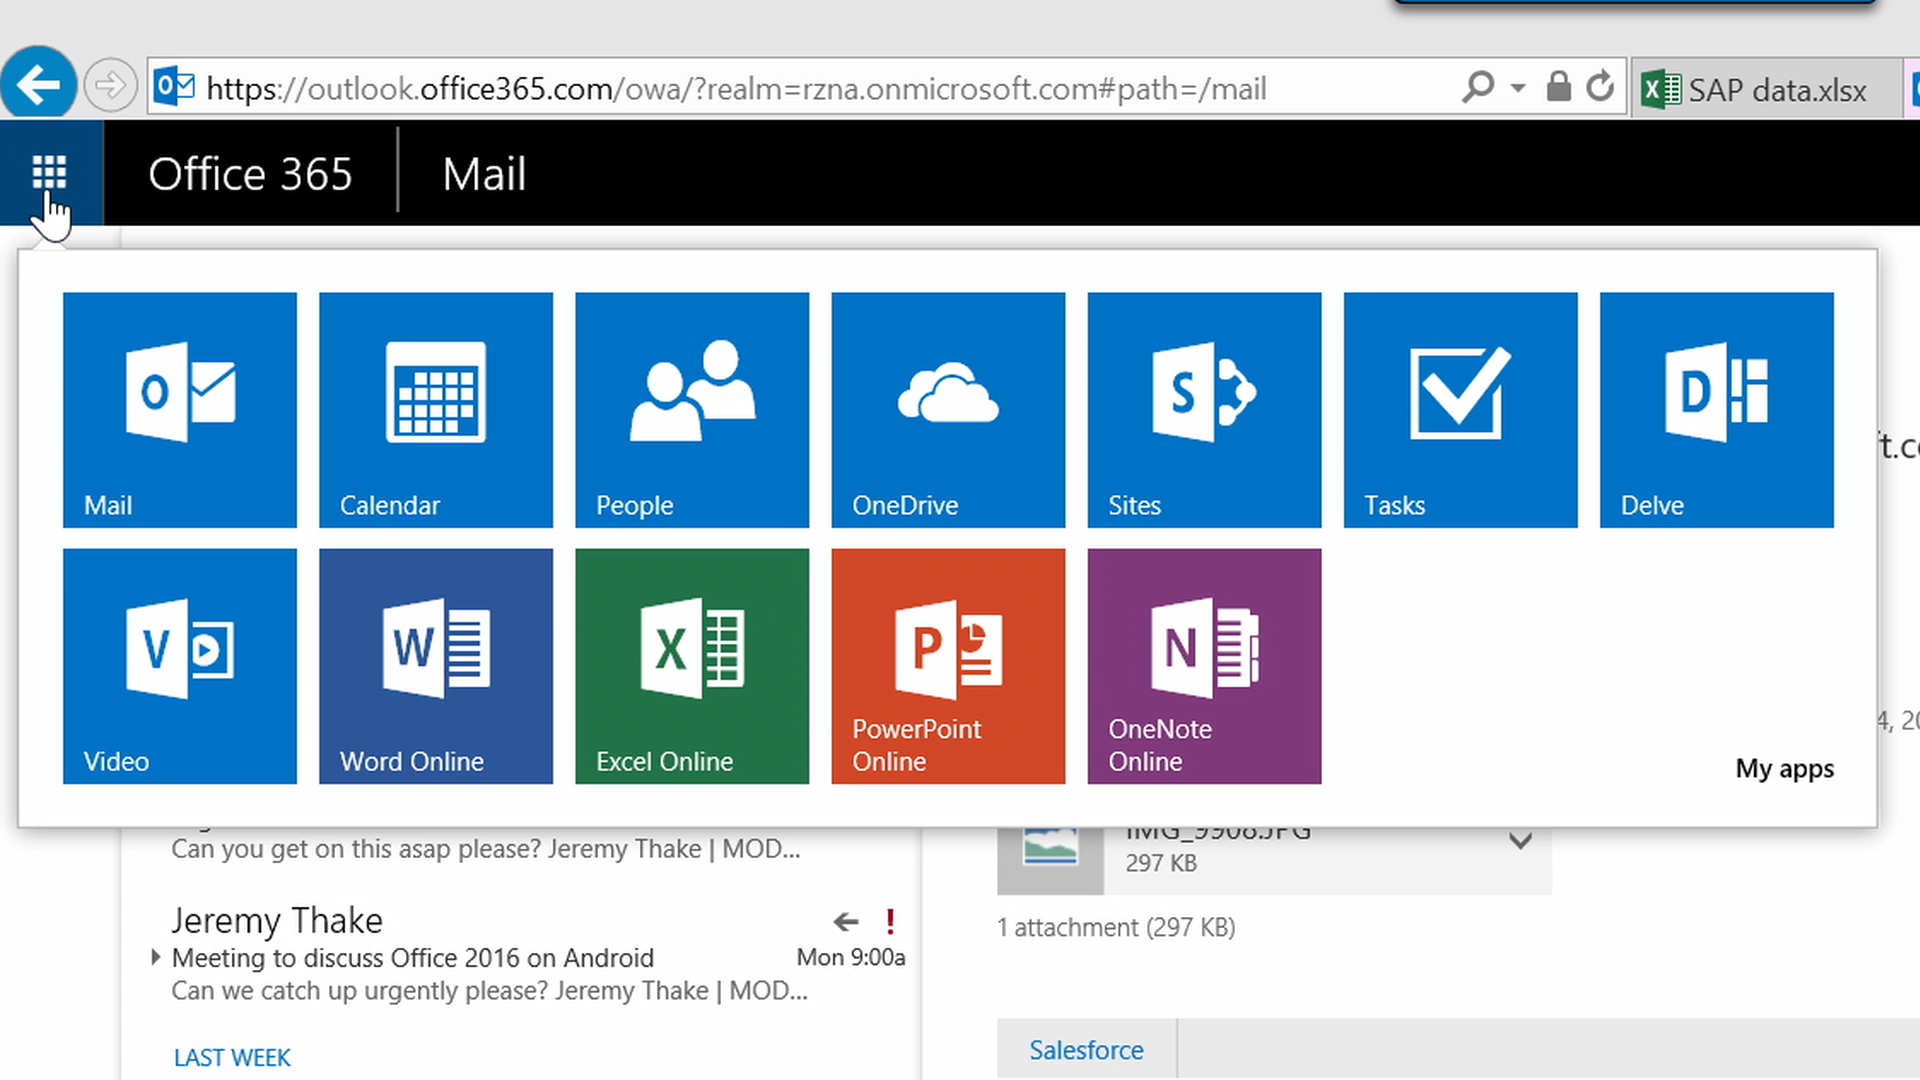 https://outlook.office365.com/owa/?realm=rzna.onmicrosoft.com#path=/mail
SAP data.xlsx
Office 365
Mail
Mail
Calendar
People
OneDrive
Sites
Tasks
Delve
Video
Word Online
Excel Online
PowerPoint
Online
OneNote
Online
My apps
Can you get on this asap please? Jeremy Thake | MOD...
Jeremy Thake
!
Meeting to discuss Office 2016 on Android
Mon 9:00a
Can we catch up urgently please? Jeremy Thake | MOD...
LAST WEEK
IMG_9908.JPG
297 KB
1 attachment (297 KB)
Salesforce